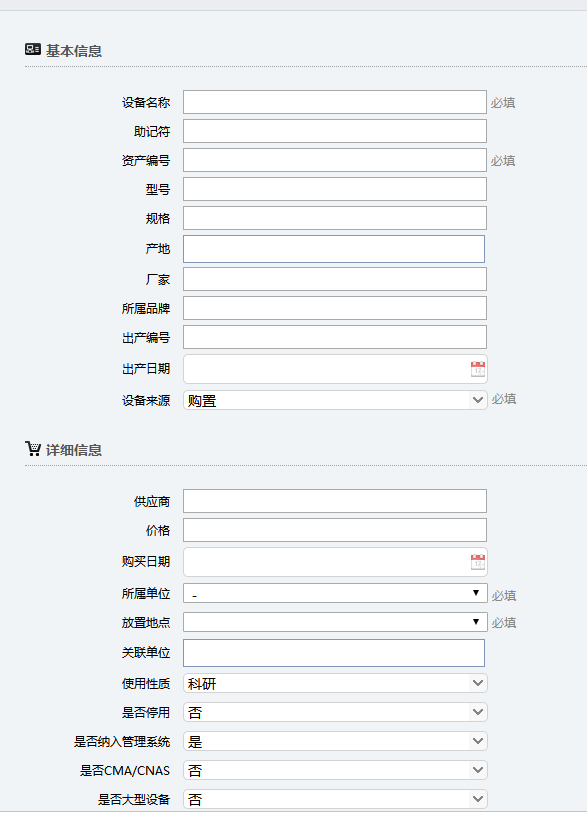 基本信息
设备名称 必填
助记符
资产编号 必填
型号
规格
产地
厂家
所属品牌
出产编号
出产日期
设备来源 购置 必填
详细信息
供应商
价格
购买日期
所属单位 - 必填
放置地点 必填
关联单位
使用性质 科研
是否停用 否
是否纳入管理系统 是
是否CMA/CNAS 否
是否大型设备 否